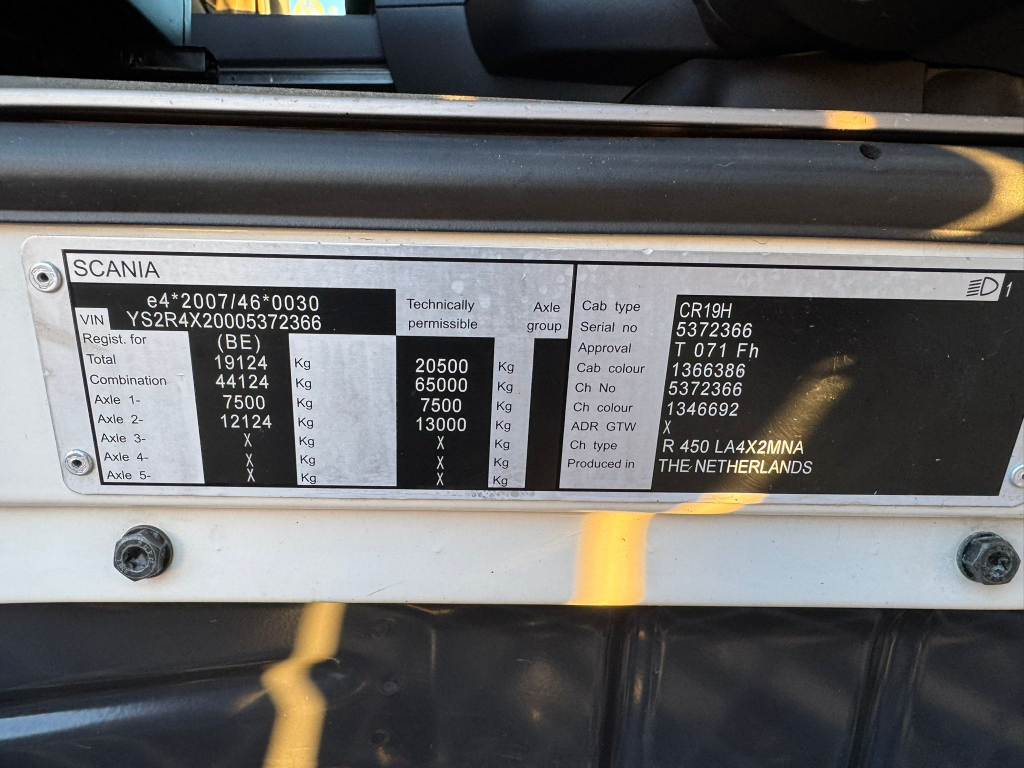 SCANIA
1
e4*2007/46*0030
VIN YS2R4X20005372366
Technically permissible
Axle group
Regist. for (BE)
Total 19124 Kg 20500 Kg
Combination 44124 Kg 65000 Kg
Axle 1- 7500 Kg 7500 Kg
Axle 2- 12124 Kg 13000 Kg
Axle 3- X Kg X Kg
Axle 4- X Kg X Kg
Axle 5- X Kg X Kg
Cab type CR19H
Serial no 5372366
Approval T 071 Fh
Cab colour 1366386
Ch No 5372366
Ch colour 1346692
ADR GTW X
Ch type R 450 LA4X2MNA
Produced in THE NETHERLANDS